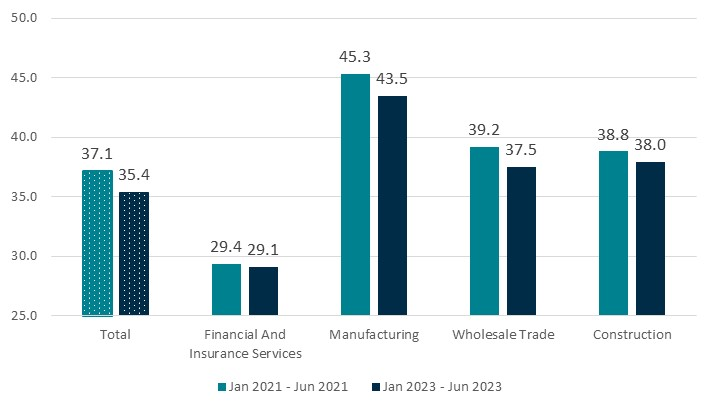 50.0
45.0
40.0
35.0
30.0
25.0
37.1
35.4
29.4
29.1
45.3
43.5
39.2
37.5
38.8
38.0
Total
Financial And
Insurance Services
Manufacturing
Wholesale Trade
Construction
Jan 2021 - Jun 2021
Jan 2023 - Jun 2023